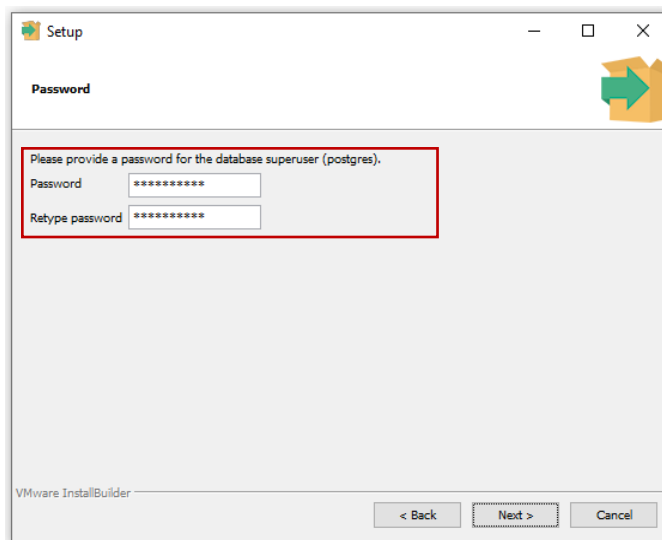 Setup
Password
Please provide a password for the database superuser (postgres).
Password **********
Retype password **********
VMware InstallBuilder
< Back Next > Cancel